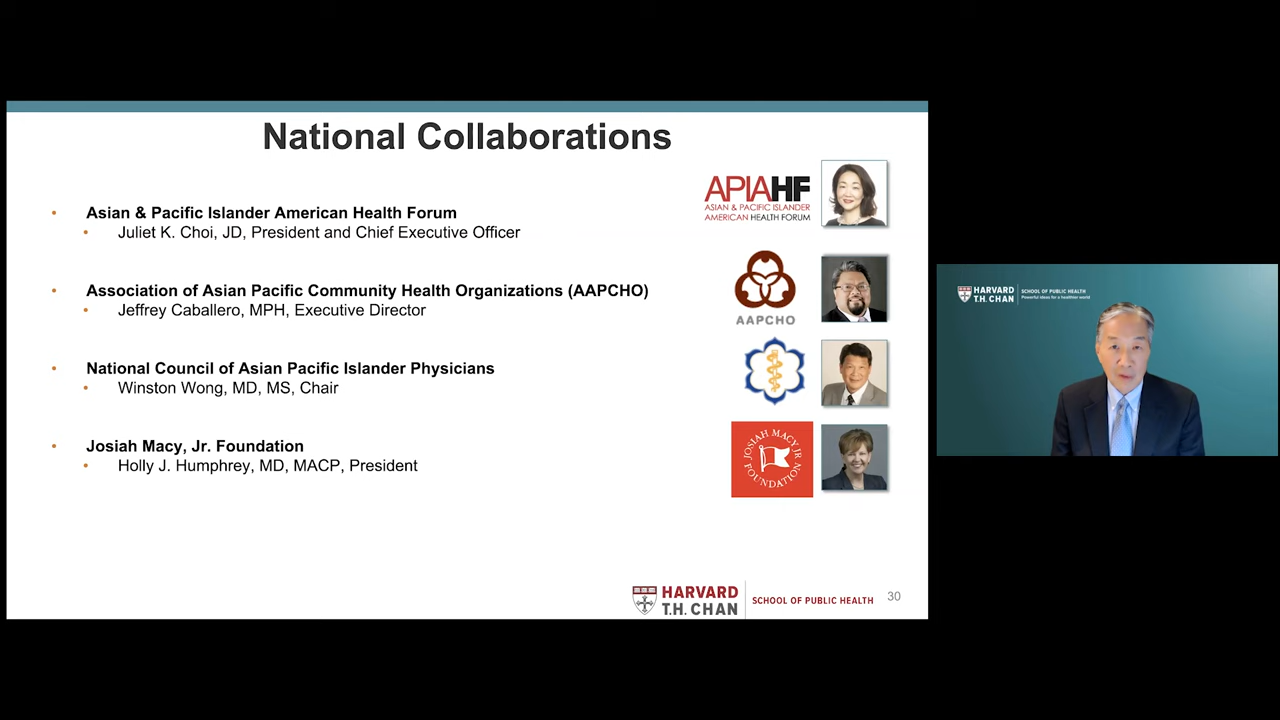 National Collaborations
• Asian & Pacific Islander American Health Forum
• Juliet K. Choi, JD, President and Chief Executive Officer
• Association of Asian Pacific Community Health Organizations (AAPCHO)
• Jeffrey Caballero, MPH, Executive Director
• National Council of Asian Pacific Islander Physicians
• Winston Wong, MD, MS, Chair
• Josiah Macy, Jr. Foundation
• Holly J. Humphrey, MD, MACP, President
APIAHF
ASIAN & PACIFIC ISLANDER
AMERICAN HEALTH FORUM
AAPCHO
JOSIAH MACY JR
FOUNDATION
HARVARD
T.H. CHAN
SCHOOL OF PUBLIC HEALTH
30
HARVARD
T.H. CHAN
SCHOOL OF PUBLIC HEALTH
Powerful ideas for a healthier world